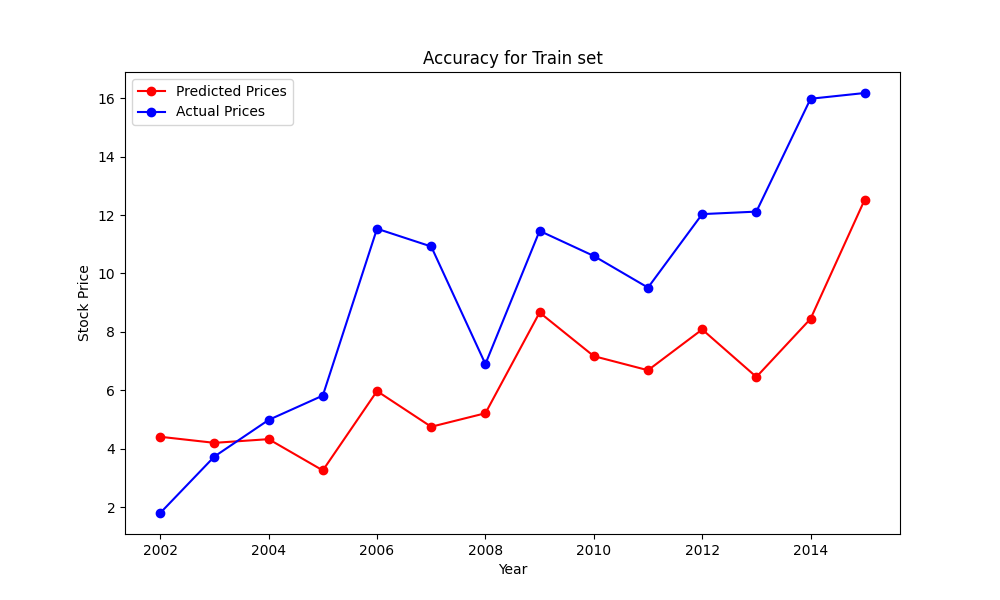 Accuracy for Train set
Predicted Prices
Actual Prices
16
14
12
10
8
6
4
2
Stock Price
2002 2004 2006 2008 2010 2012 2014
Year